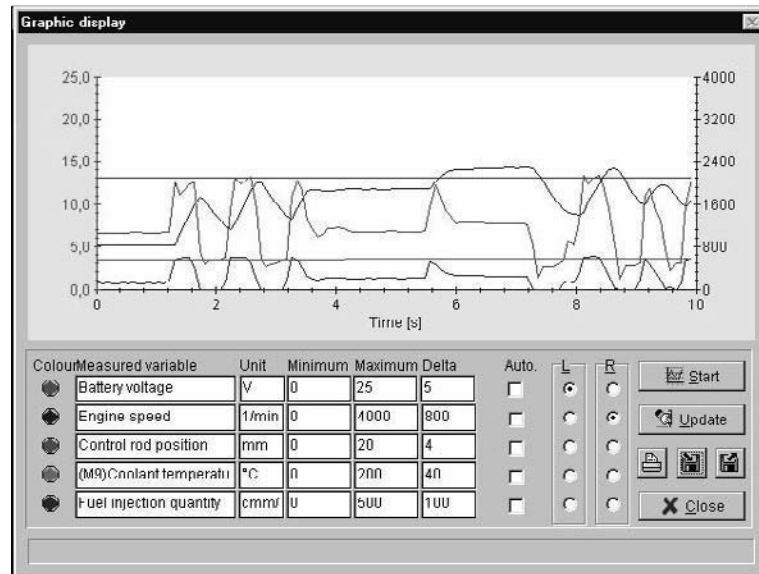 Graphic display
25,0 4000
20,0 3200
15,0 2400
10,0 1600
5,0 800
0,0 0
0 2 4 6 8 10
Time [s]
Colour Measured variable Unit Minimum Maximum Delta Auto. L R
Battery voltage V 0 25 5
Engine speed 1/min 0 4000 800
Control rod position mm 0 20 4
(M9)Coolant temperatu °C 0 200 40
Fuel injection quantity cmm/ 0 500 100
Start
Update
Close